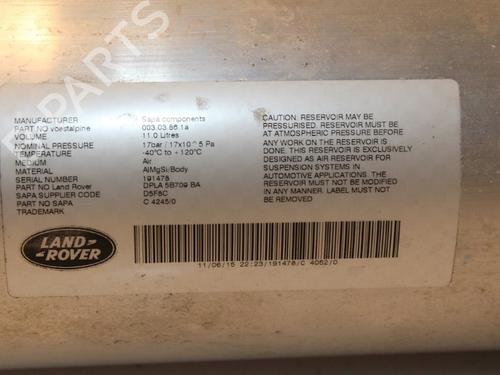 MANUFACTURER Sapa components
PART NO voestalpine 003.03.86.1a
VOLUME 11.0 Litres
NOMINAL PRESSURE 17bar / 17x10^5 Pa
TEMPERATURE -40°C to +120°C
MEDIUM Air
MATERIAL AlMgSi/Body
SERIAL NUMBER 191478
PART NO Land Rover DPLA 5B709 BA
SAPA SUPPLIER CODE D5F8C
PART NO SAPA C 4245/0
TRADEMARK
CAUTION: RESERVOIR MAY BE
PRESSURISED. RESERVOIR MUST BE
AT ATMOSPHERIC PRESSURE BEFORE
ANY WORK ON THE RESERVOIR IS CARRIED
OUT. THIS RESERVOIR IS EXCLUSIVELY
DESIGNED AS AIR RESERVOIR FOR
SUSPENSION SYSTEMS IN
AUTOMOTIVE APPLICATIONS. THE
RESERVOIR MUST NOT BE MODIFIED
IN ANY MANNER. LABEL MUST NOT
BE REMOVED
LAND
ROVER
11/06/15 22:23/191478/C 4062/0
PARTS